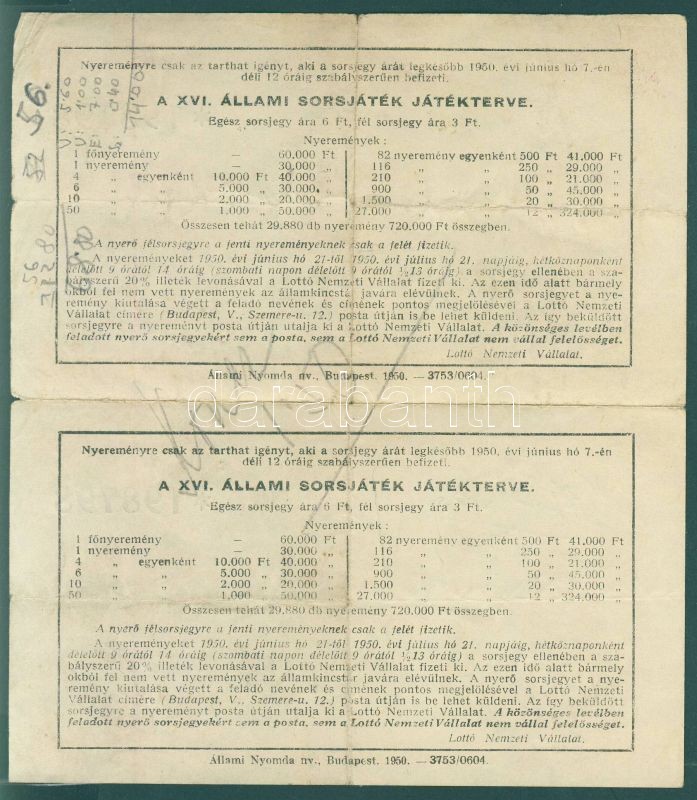 Nyereményre csak az tarthat igényt, aki a sorsjegy árát legkésőbb 1950. évi június hó 7.-én
déli 12 óráig szabályszerűen befizeti.
A XVI. ÁLLAMI SORSJÁTÉK JÁTÉKTERVE.
Egész sorsjegy ára 6 Ft, fél sorsjegy ára 3 Ft.
Nyeremények :
1 főnyeremény — 60.000 Ft 82 nyeremény egyenként 500 Ft 41.000 Ft
1 nyeremény — 30.000 „ 116 „ „ 250 „ 29.000 „
4 „ egyenként 10.000 Ft 40.000 „ 210 „ „ 100 „ 21.000 „
6 „ „ 5.000 „ 30.000 „ 900 „ „ 50 „ 45.000 „
10 „ „ 2.000 „ 20.000 „ 1.500 „ „ 20 „ 30.000 „
50 „ „ 1.000 „ 50.000 „ 27.000 „ „ 12 „ 324.000 „
Összesen tehát 29.880 db nyeremény 720.000 Ft összegben.
A nyerő félsorsjegyre a fenti nyereményeknek csak a felét fizetik.
A nyereményeket 1950. évi június hó 21-től 1950. évi július hó 21. napjáig, hétköznaponként
délelőtt 9 órától 14 óráig (szombati napon délelőtt 9 órától ½13 óráig) a sorsjegy ellenében a sza-
bályszerű 20% illeték levonásával a Lottó Nemzeti Vállalat fizeti ki. Az ezen idő alatt bármely
okból fel nem vett nyeremények az államkincstár javára elévülnek. A nyerő sorsjegyet a nye-
remény kiutalása végett a feladó nevének és címének pontos megjelölésével a Lottó Nemzeti
Vállalat címére (Budapest, V., Szemere-u. 12.) posta útján is be lehet küldeni. Az így beküldött
sorsjegyre a nyereményt posta útján utalja ki a Lottó Nemzeti Vállalat. A közönséges levélben
feladott nyerő sorsjegyekért sem a posta, sem a Lottó Nemzeti Vállalat nem vállal felelősséget.
Lottó Nemzeti Vállalat.
Állami Nyomda nv., Budapest. 1950. — 3753/0604.
darabanth
Nyereményre csak az tarthat igényt, aki a sorsjegy árát legkésőbb 1950. évi június hó 7.-én
déli 12 óráig szabályszerűen befizeti.
A XVI. ÁLLAMI SORSJÁTÉK JÁTÉKTERVE.
Egész sorsjegy ára 6 Ft, fél sorsjegy ára 3 Ft.
Nyeremények :
1 főnyeremény — 60.000 Ft 82 nyeremény egyenként 500 Ft 41.000 Ft
1 nyeremény — 30.000 „ 116 „ „ 250 „ 29.000 „
4 „ egyenként 10.000 Ft 40.000 „ 210 „ „ 100 „ 21.000 „
6 „ „ 5.000 „ 30.000 „ 900 „ „ 50 „ 45.000 „
10 „ „ 2.000 „ 20.000 „ 1.500 „ „ 20 „ 30.000 „
50 „ „ 1.000 „ 50.000 „ 27.000 „ „ 12 „ 324.000 „
Összesen tehát 29.880 db nyeremény 720.000 Ft összegben.
A nyerő félsorsjegyre a fenti nyereményeknek csak a felét fizetik.
A nyereményeket 1950. évi június hó 21-től 1950. évi július hó 21. napjáig, hétköznaponként
délelőtt 9 órától 14 óráig (szombati napon délelőtt 9 órától ½13 óráig) a sorsjegy ellenében a sza-
bályszerű 20% illeték levonásával a Lottó Nemzeti Vállalat fizeti ki. Az ezen idő alatt bármely
okból fel nem vett nyeremények az államkincstár javára elévülnek. A nyerő sorsjegyet a nye-
remény kiutalása végett a feladó nevének és címének pontos megjelölésével a Lottó Nemzeti
Vállalat címére (Budapest, V., Szemere-u. 12.) posta útján is be lehet küldeni. Az így beküldött
sorsjegyre a nyereményt posta útján utalja ki a Lottó Nemzeti Vállalat. A közönséges levélben
feladott nyerő sorsjegyekért sem a posta, sem a Lottó Nemzeti Vállalat nem vállal felelősséget.
Lottó Nemzeti Vállalat.
Állami Nyomda nv., Budapest. 1950. — 3753/0604.
52 56.
14'00